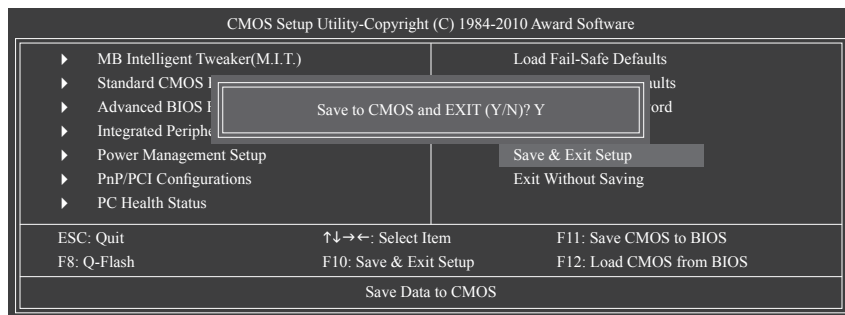 CMOS Setup Utility-Copyright (C) 1984-2010 Award Software
MB Intelligent Tweaker(M.I.T.)
Standard CMOS
Advanced BIOS
Integrated
Power Management Setup
PnP/PCI Configurations
PC Health Status
Load Fail-Safe Defaults
Save & Exit Setup
Exit Without Saving
Save to CMOS and EXIT (Y/N)? Y
ESC: Quit ↑↓→←: Select Item F11: Save CMOS to BIOS
F8: Q-Flash F10: Save & Exit Setup F12: Load CMOS from BIOS
Save Data to CMOS